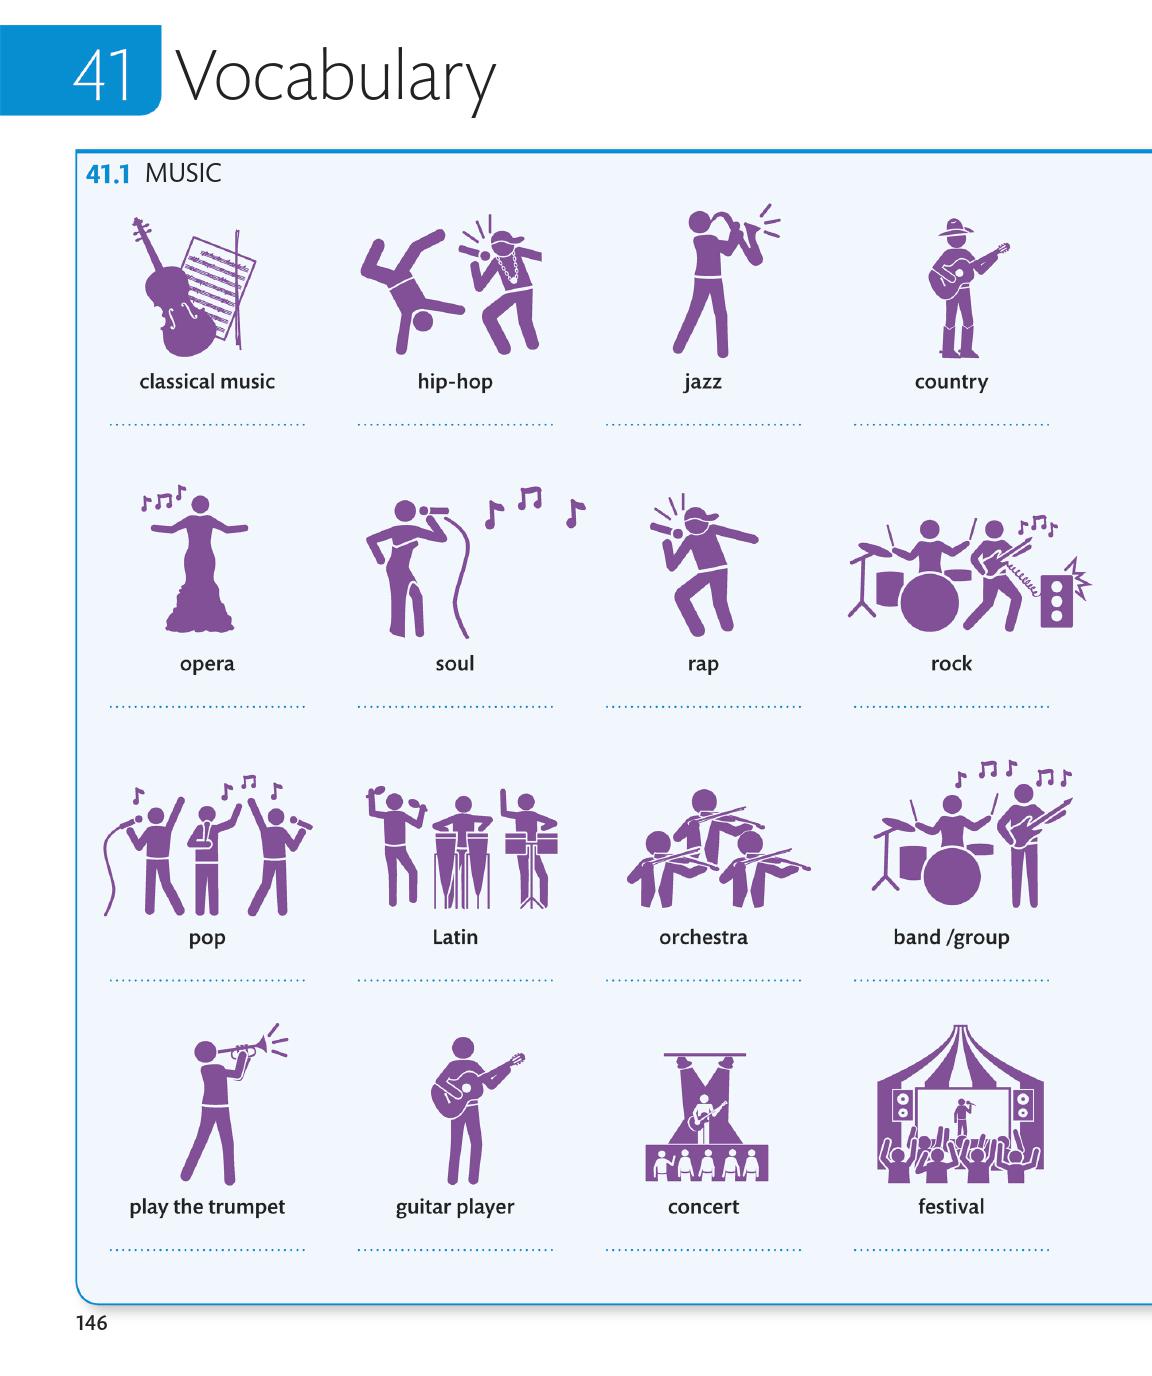 41 Vocabulary
41.1 MUSIC
classical music
hip-hop
jazz
country
opera
soul
rap
rock
pop
Latin
orchestra
band /group
play the trumpet
guitar player
concert
festival
146